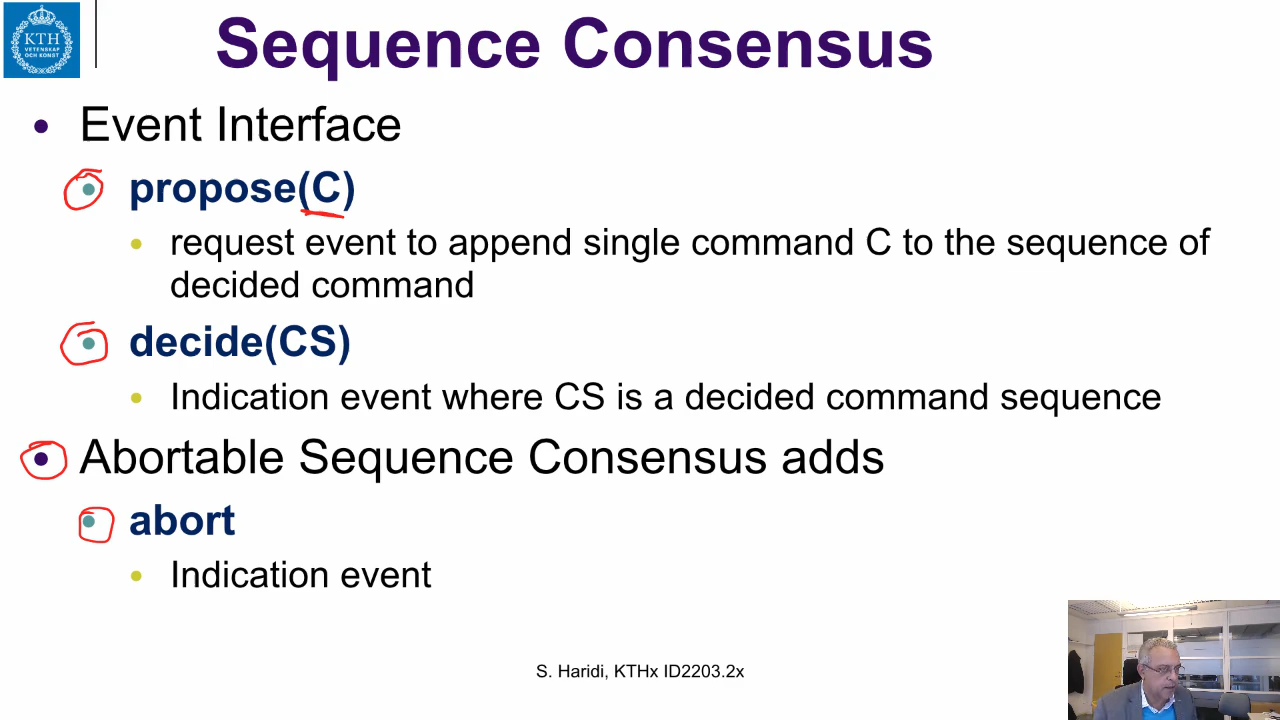 KTH
VETENSKAP
OCH KONST
Sequence Consensus
• Event Interface
• propose(C)
• request event to append single command C to the sequence of
decided command
• decide(CS)
• Indication event where CS is a decided command sequence
• Abortable Sequence Consensus adds
• abort
• Indication event
S. Haridi, KTHx ID2203.2x